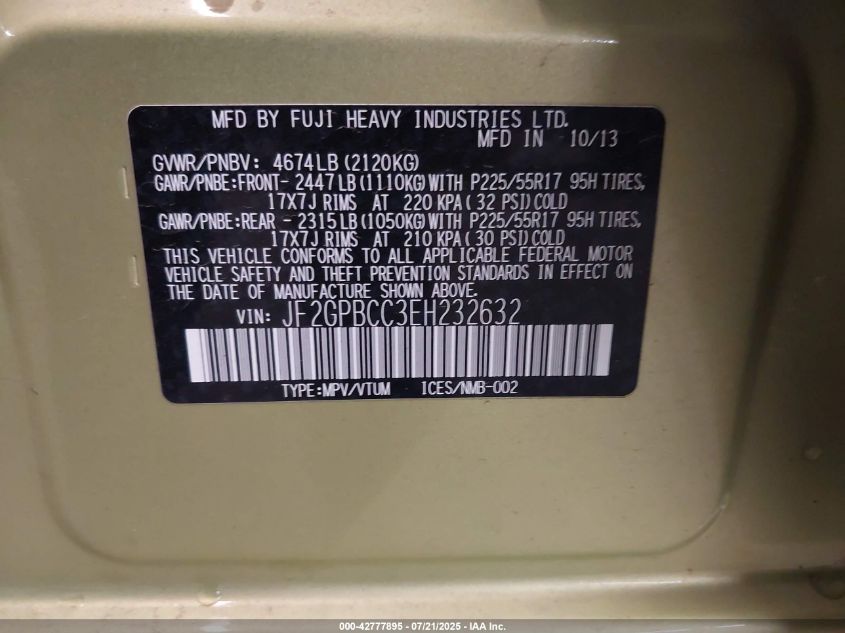 MFD BY FUJI HEAVY INDUSTRIES LTD.
MFD IN 10/13
GVWR/PNBV: 4674LB(2120KG)
GAWR/PNBE:FRONT- 2447LB(1110KG)WITH P225/55R17 95H TIRES,
17X7J RIMS AT 220 KPA(32 PSI)COLD
GAWR/PNBE:REAR - 2315LB(1050KG)WITH P225/55R17 95H TIRES,
17X7J RIMS AT 210 KPA(30 PSI)COLD
THIS VEHICLE CONFORMS TO ALL APPLICABLE FEDERAL MOTOR
VEHICLE SAFETY AND THEFT PREVENTION STANDARDS IN EFFECT ON
THE DATE OF MANUFACTURE SHOWN ABOVE.
VIN: JF2GPBCC3EH232632
TYPE:MPV/VTUM ICES/NMB-002
000-42777895 - 07/21/2025 - IAA Inc.